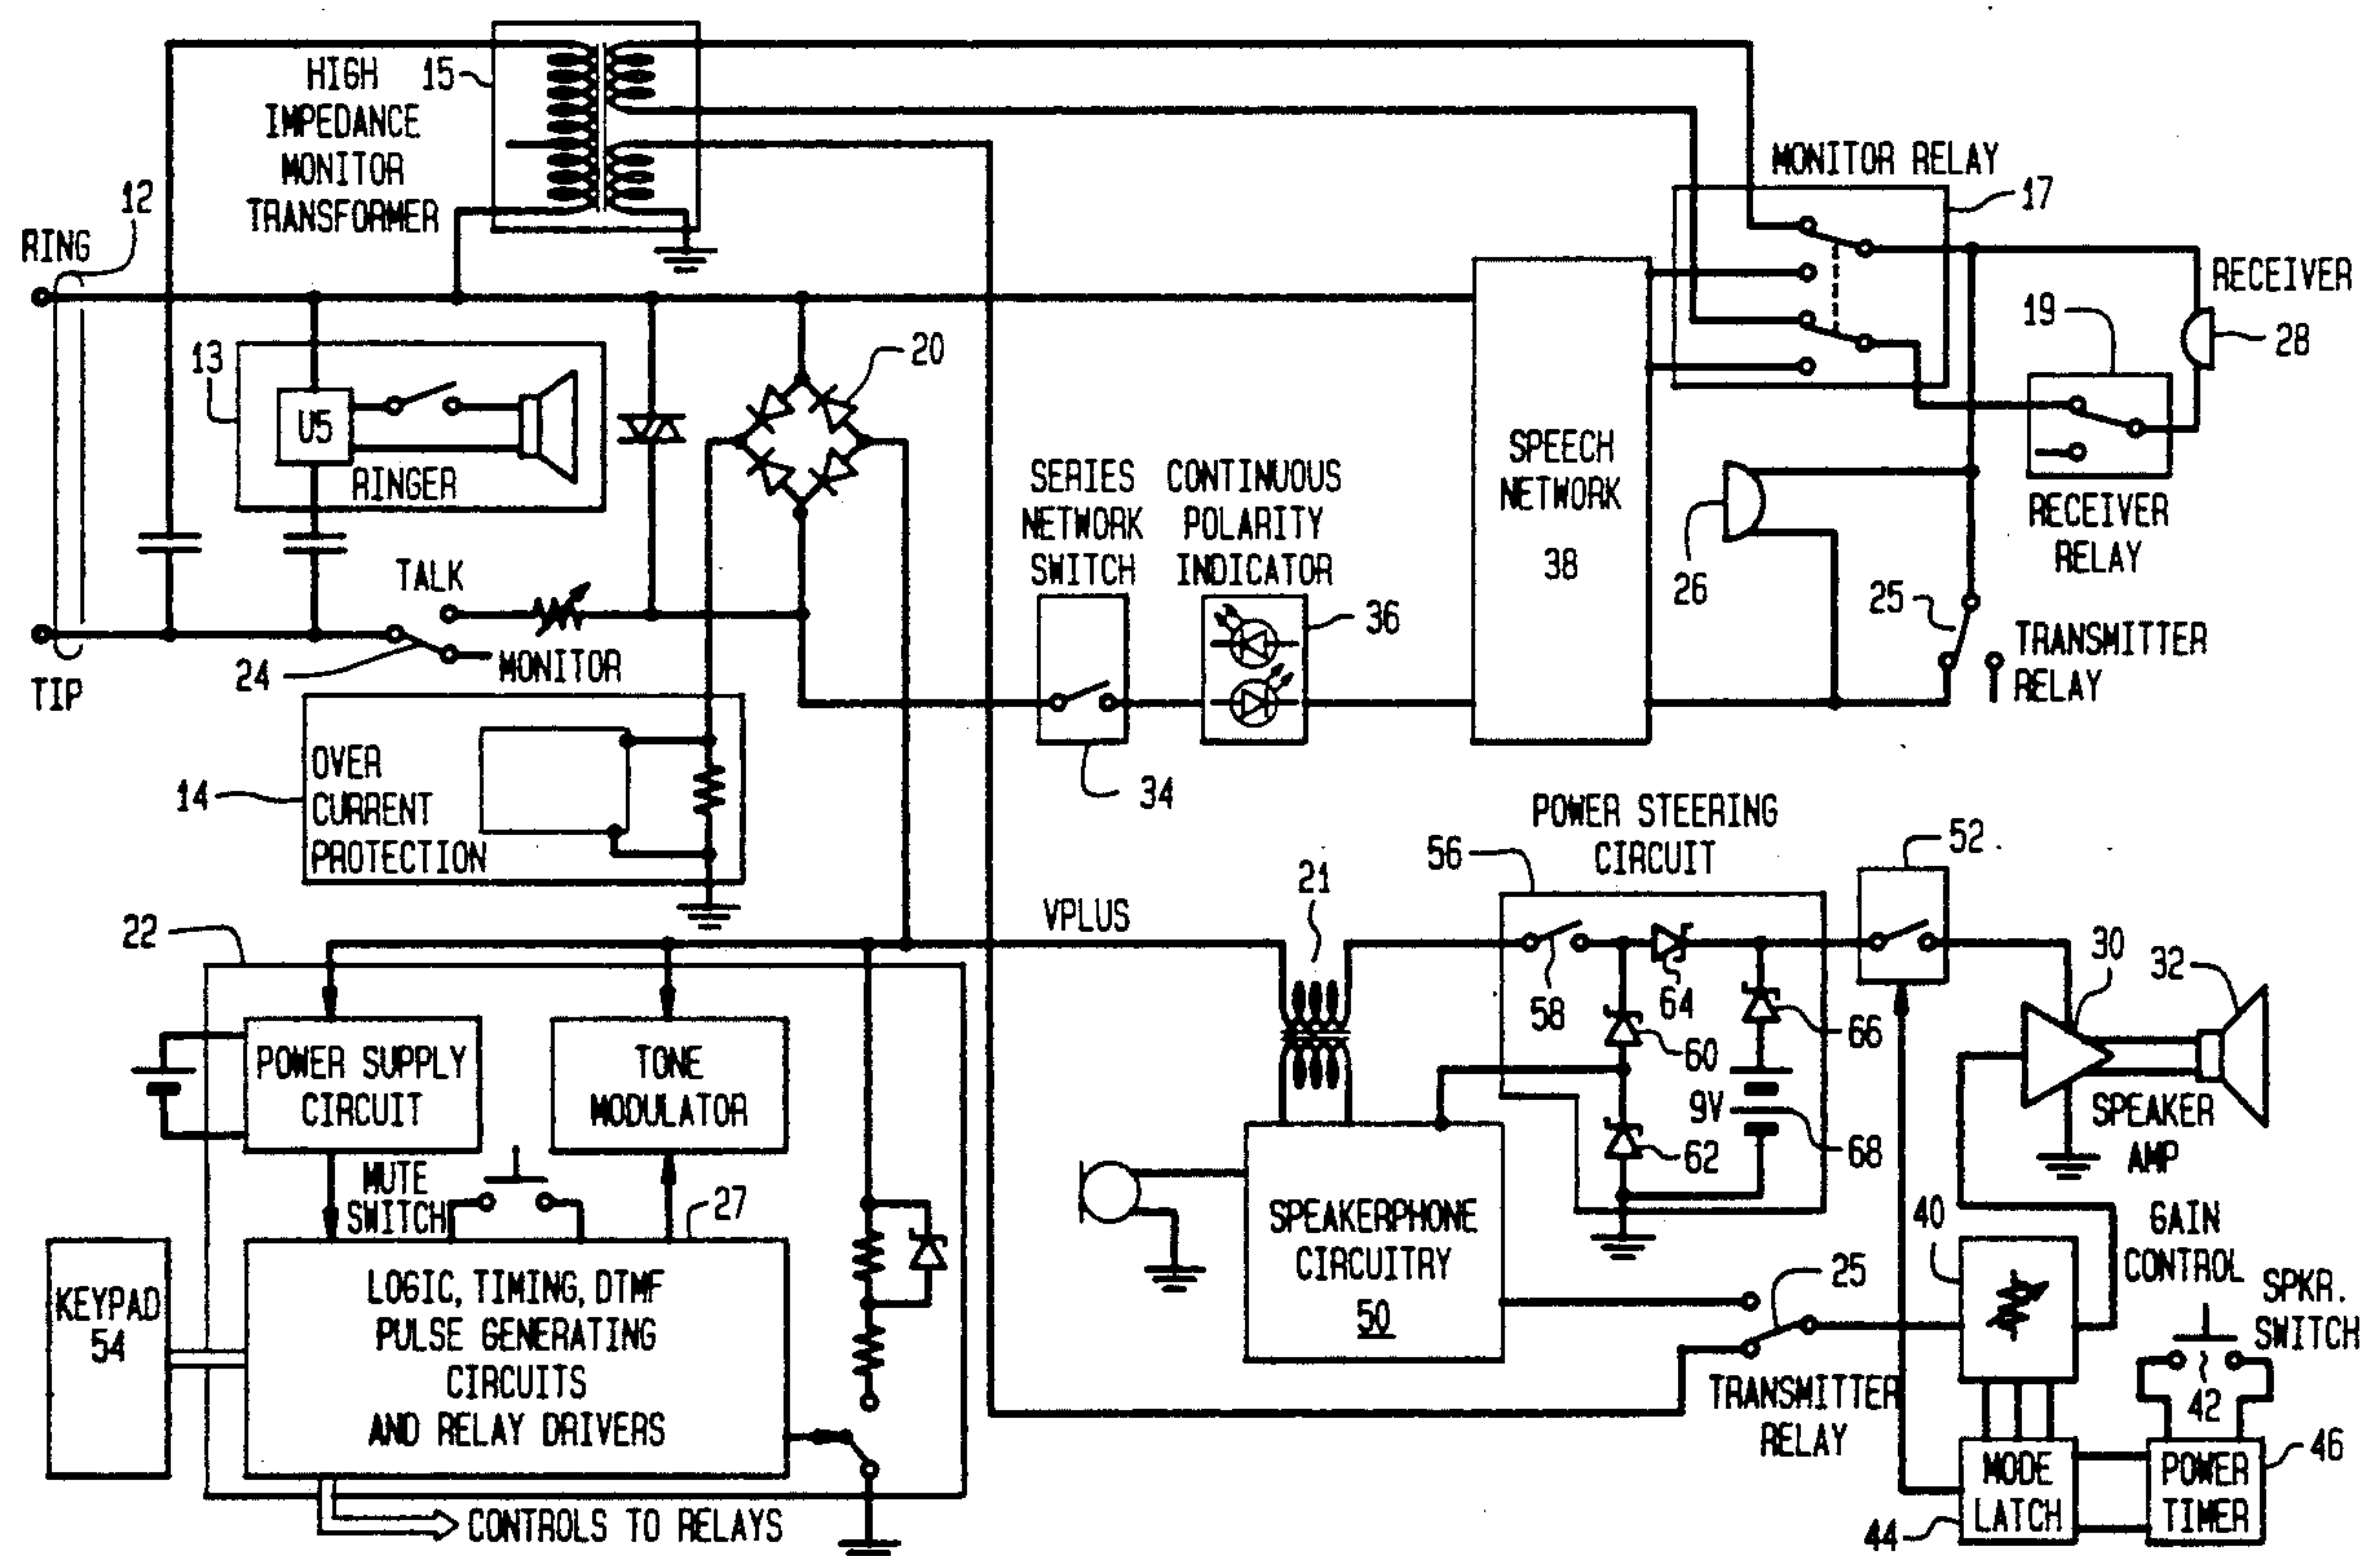 HIGH
IMPEDANCE
MONITOR
TRANSFORMER
15
12
RING
TIP
13
U5
RINGER
20
TALK
MONITOR
24
OVER
CURRENT
PROTECTION
14
SERIES
NETWORK
SWITCH
34
CONTINUOUS
POLARITY
INDICATOR
36
SPEECH
NETWORK
38
MONITOR RELAY
17
RECEIVER
28
19
RECEIVER
RELAY
26
25
TRANSMITTER
RELAY
22
VPLUS
21
POWER SUPPLY
CIRCUIT
TONE
MODULATOR
MUTE
SWITCH
27
KEYPAD
54
LOGIC, TIMING, DTMF
PULSE GENERATING
CIRCUITS
AND RELAY DRIVERS
CONTROLS TO RELAYS
POWER STEERING
CIRCUIT
56
58
64
60
66
62
9V
68
52
30
32
SPEAKER
AMP
SPEAKERPHONE
CIRCUITRY
50
25
TRANSMITTER
RELAY
40
GAIN
CONTROL
SPKR.
SWITCH
42
MODE
LATCH
44
POWER
TIMER
46